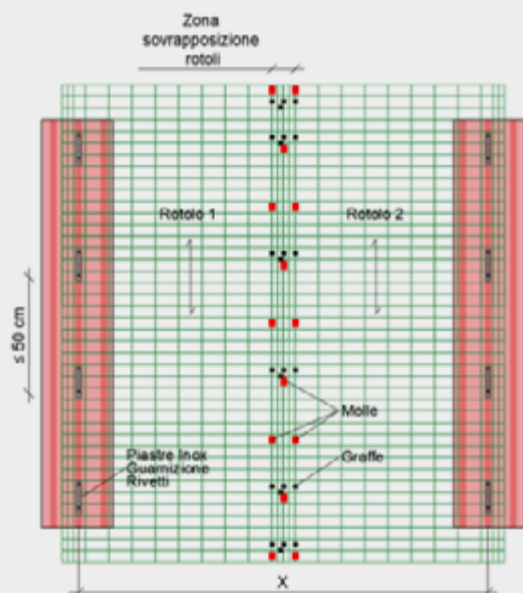 Zona
sovrapposizione
rotoli
Rotolo 1
Rotolo 2
≤ 50 cm
Molle
Piastre Inox
Guarnizione
Rivetti
Graffe
X